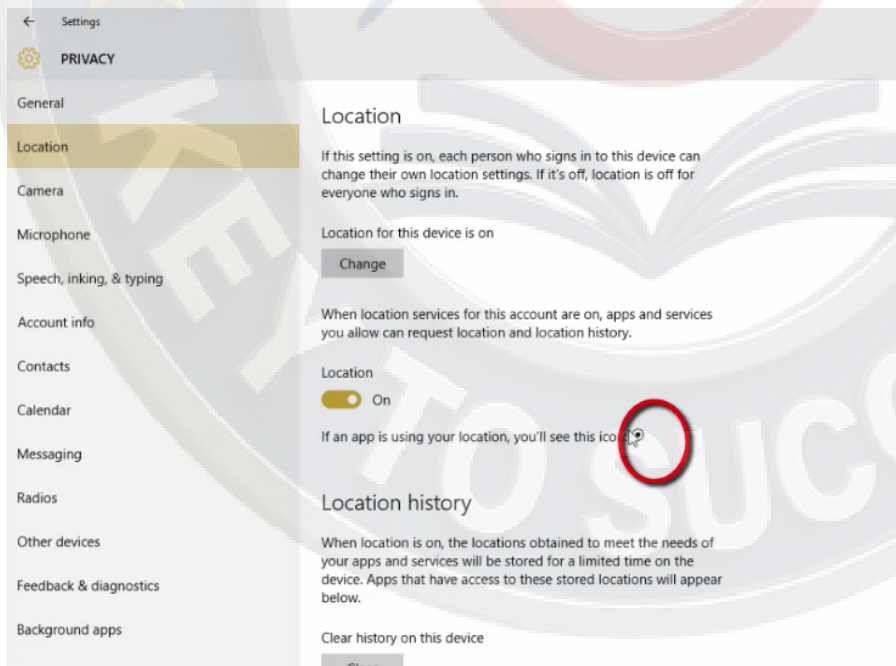 Settings
PRIVACY
General
Location
Camera
Microphone
Speech, inking, & typing
Account info
Contacts
Calendar
Messaging
Radios
Other devices
Feedback & diagnostics
Background apps
Location
If this setting is on, each person who signs in to this device can
change their own location settings. If it's off, location is off for
everyone who signs in.
Location for this device is on
Change
When location services for this account are on, apps and services
you allow can request location and location history.
Location
On
If an app is using your location, you'll see this ico
Location history
When location is on, the locations obtained to meet the needs of
your apps and services will be stored for a limited time on the
device. Apps that have access to these stored locations will appear
below.
Clear history on this device
KEY TO SUC